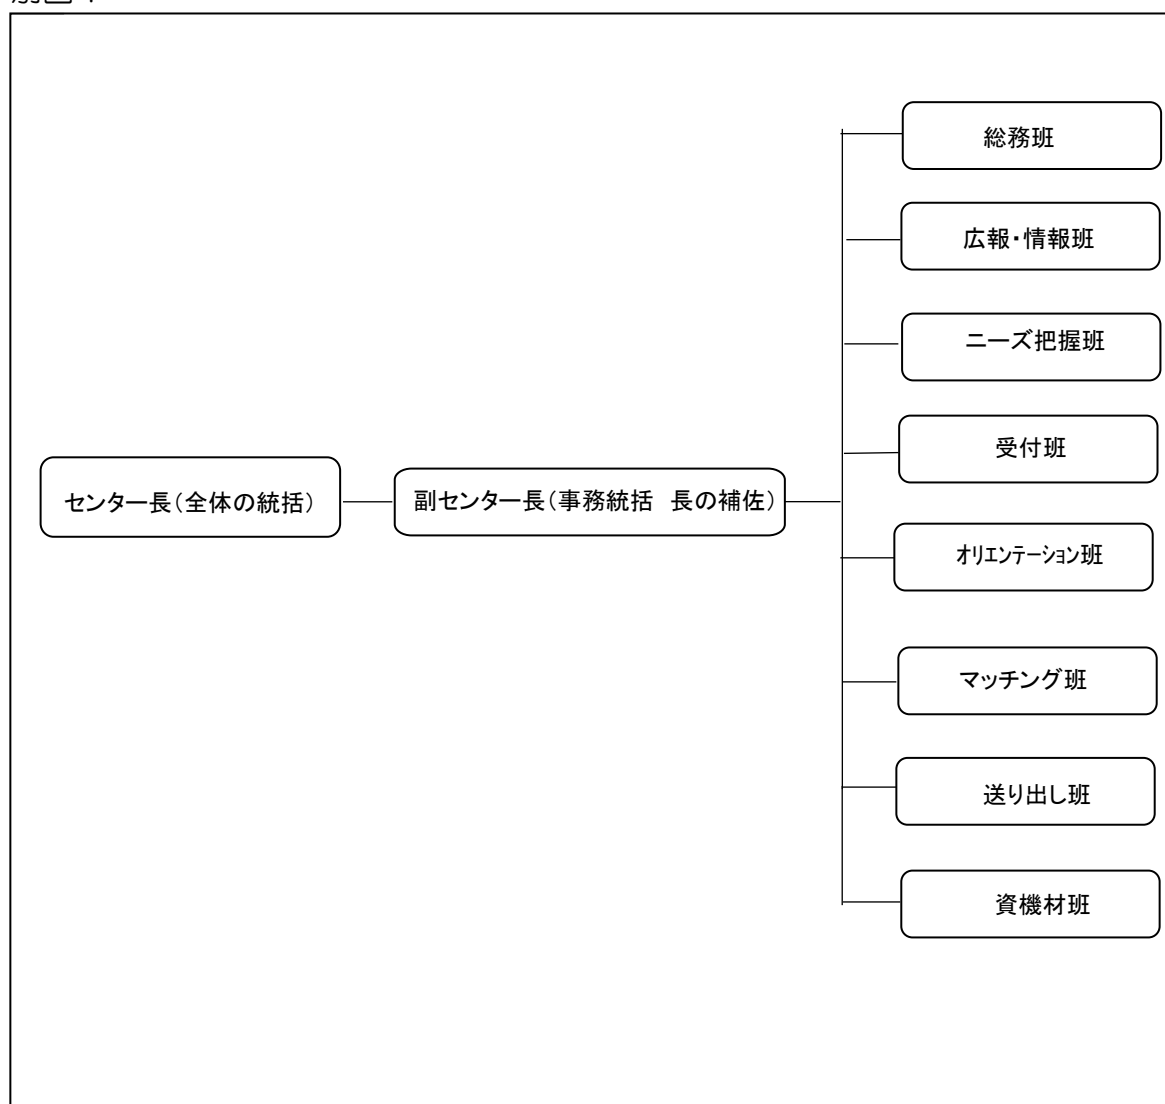 総務班
広報・情報班
ニーズ把握班
受付班
センター長（全体の統括）
副センター長（事務統括　長の補佐）
オリエンテーション班
マッチング班
送り出し班
資機材班